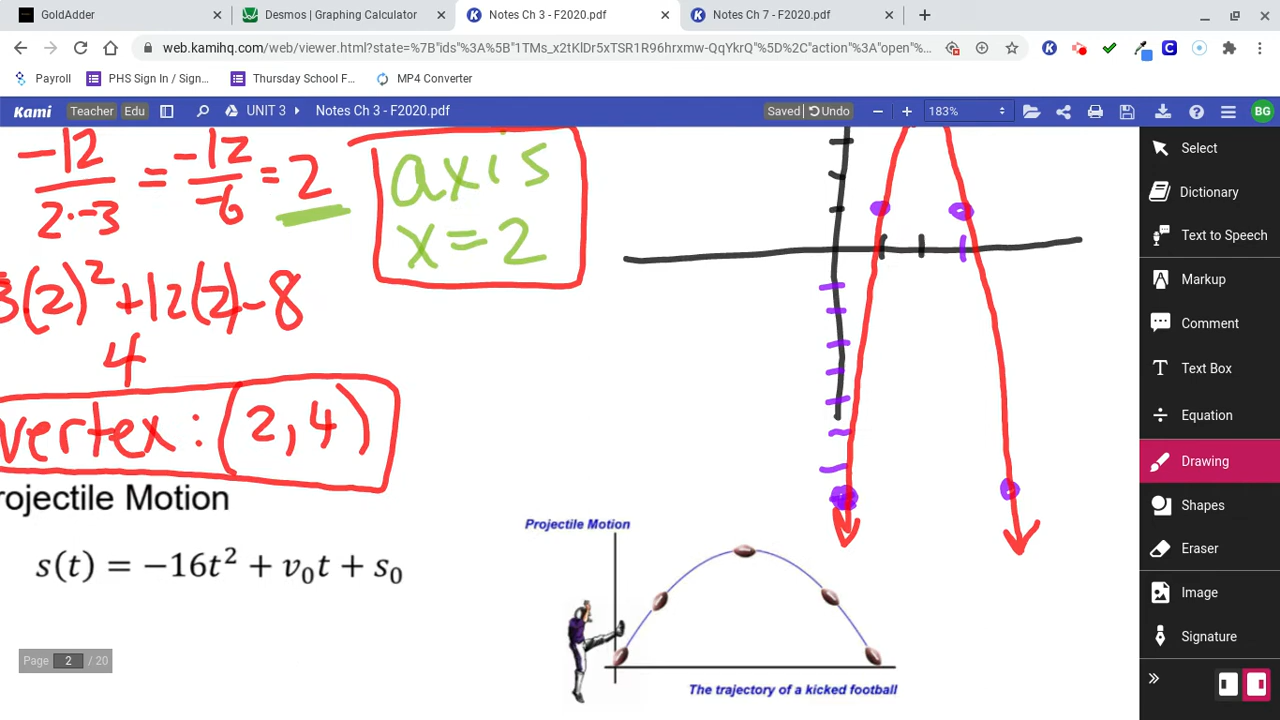 GoldAdder
Desmos | Graphing Calculator
Notes Ch 3 - F2020.pdf
Notes Ch 7 - F2020.pdf
web.kamihq.com/web/viewer.html?state=%7B"ids"%3A%5B"1TMs_x2tKlDr5xTSR1R96hrxmw-QqYkrQ"%5D%2C"action"%3A"open"%...
Payroll
PHS Sign In / Sign...
Thursday School F...
MP4 Converter
Kami
Teacher
Edu
UNIT 3
Notes Ch 3 - F2020.pdf
Saved
Undo
183%
BG
Select
Dictionary
Text to Speech
Markup
Comment
Text Box
Equation
Drawing
Shapes
Eraser
Image
Signature
-12/2·-3 = -12/-6 = 2
axis
x=2
3(2)²+12(2)-8
4
vertex: (2,4)
rojectile Motion
s(t) = −16t² + v₀t + s₀
Projectile Motion
The trajectory of a kicked football
Page 2 / 20